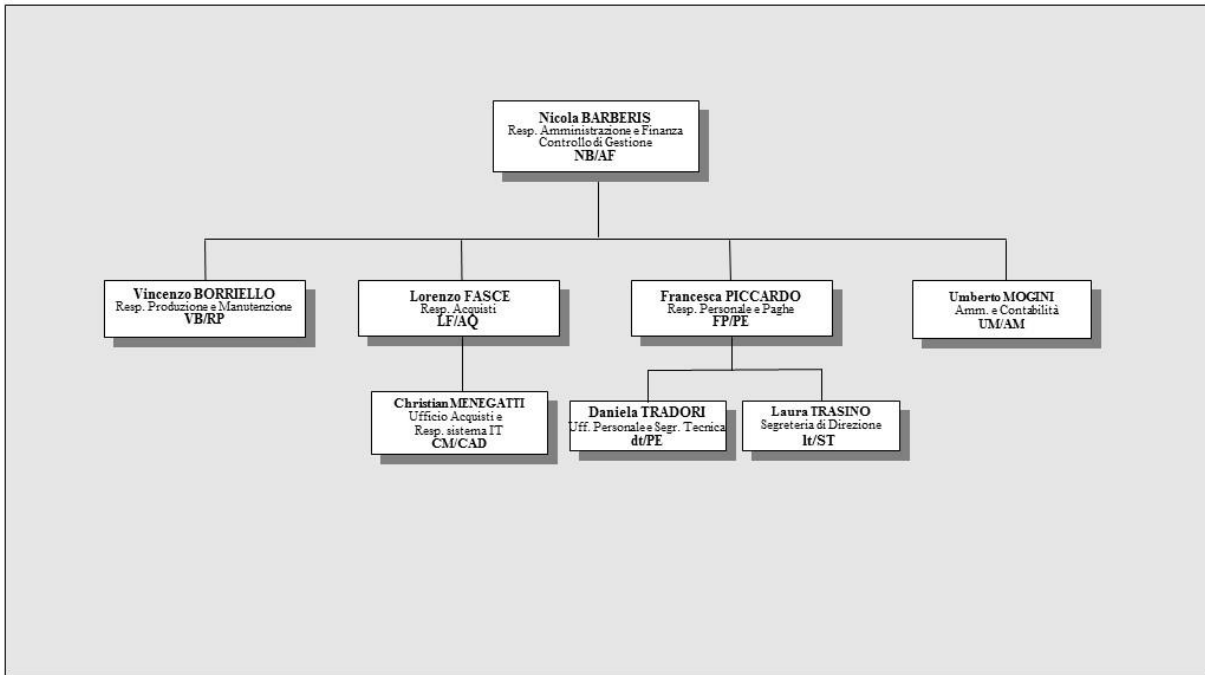 Nicola BARBERIS
Resp. Amministrazione e Finanza
Controllo di Gestione
NB/AF
Vincenzo BORRIELLO
Resp. Produzione e Manutenzione
VB/RP
Lorenzo FASCE
Resp. Acquisti
LF/AQ
Francesca PICCARDO
Resp. Personale e Paghe
FP/PE
Umberto MOGINI
Amm. e Contabilità
UM/AM
Christian MENEGATTI
Ufficio Acquisti e
Resp. sistema IT
CM/CAD
Daniela TRADORI
Uff. Personale e Segr. Tecnica
dt/PE
Laura TRASINO
Segreteria di Direzione
lt/ST